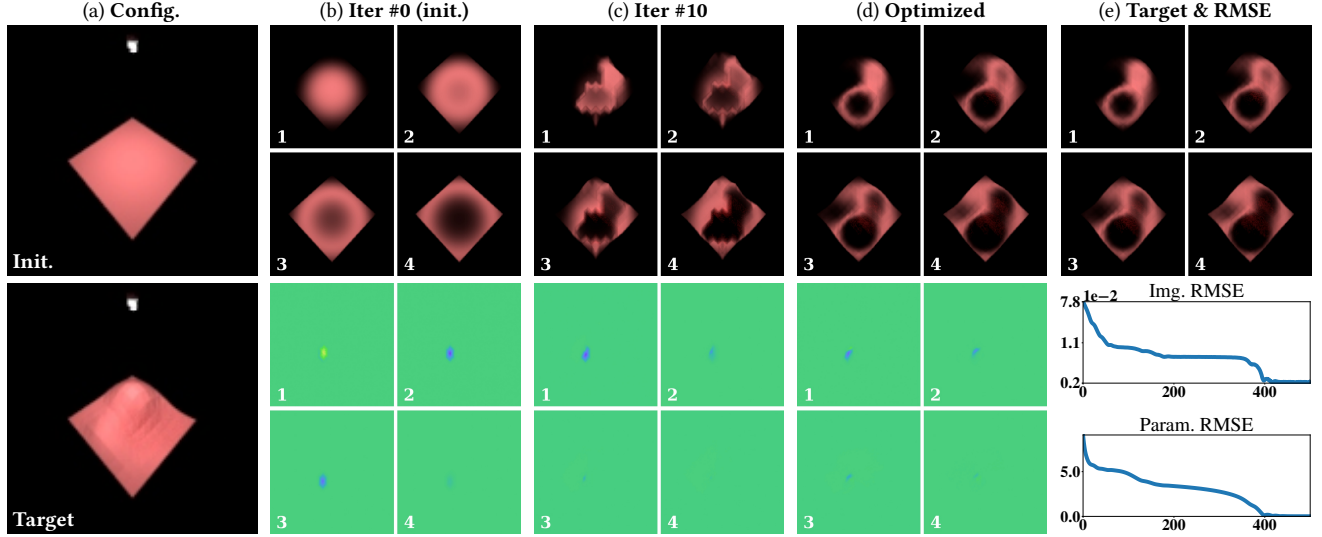 (a) Config.
(b) Iter #0 (init.)
(c) Iter #10
(d) Optimized
(e) Target & RMSE
1 2 1 2 1 2 1 2
Init.
3 4 3 4 3 4 3 4
Img. RMSE
1e−2
7.8
1.1
0.2
0 200 400
1 2 1 2 1 2
Param. RMSE
5.0
0.0
0 200 400
Target
3 4 3 4 3 4